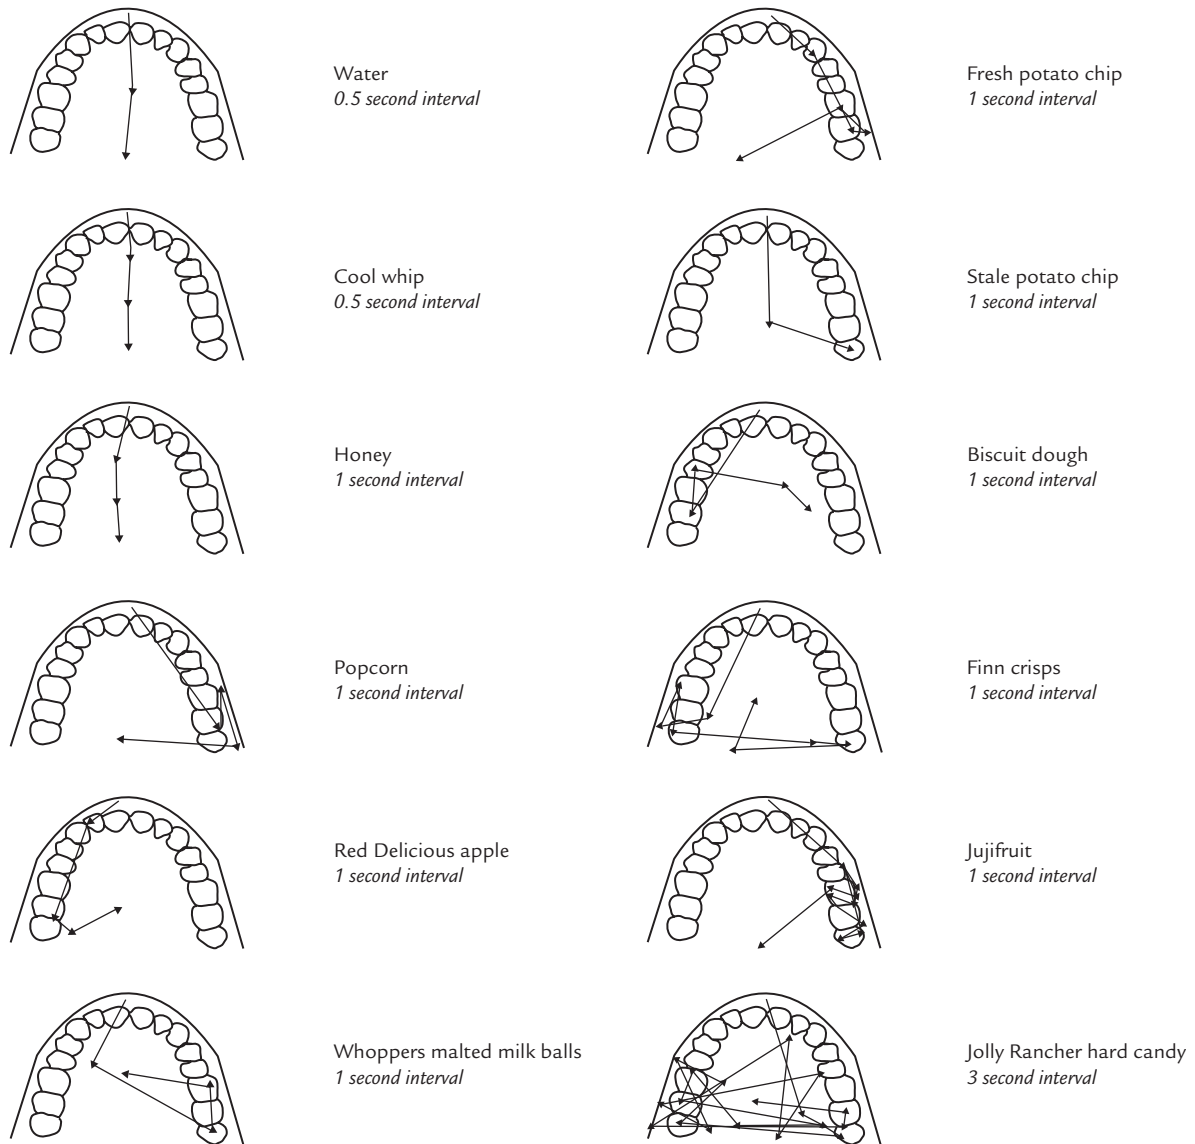 Water
0.5 second interval
Fresh potato chip
1 second interval
Cool whip
0.5 second interval
Stale potato chip
1 second interval
Honey
1 second interval
Biscuit dough
1 second interval
Popcorn
1 second interval
Finn crisps
1 second interval
Red Delicious apple
1 second interval
Jujifruit
1 second interval
Whoppers malted milk balls
1 second interval
Jolly Rancher hard candy
3 second interval